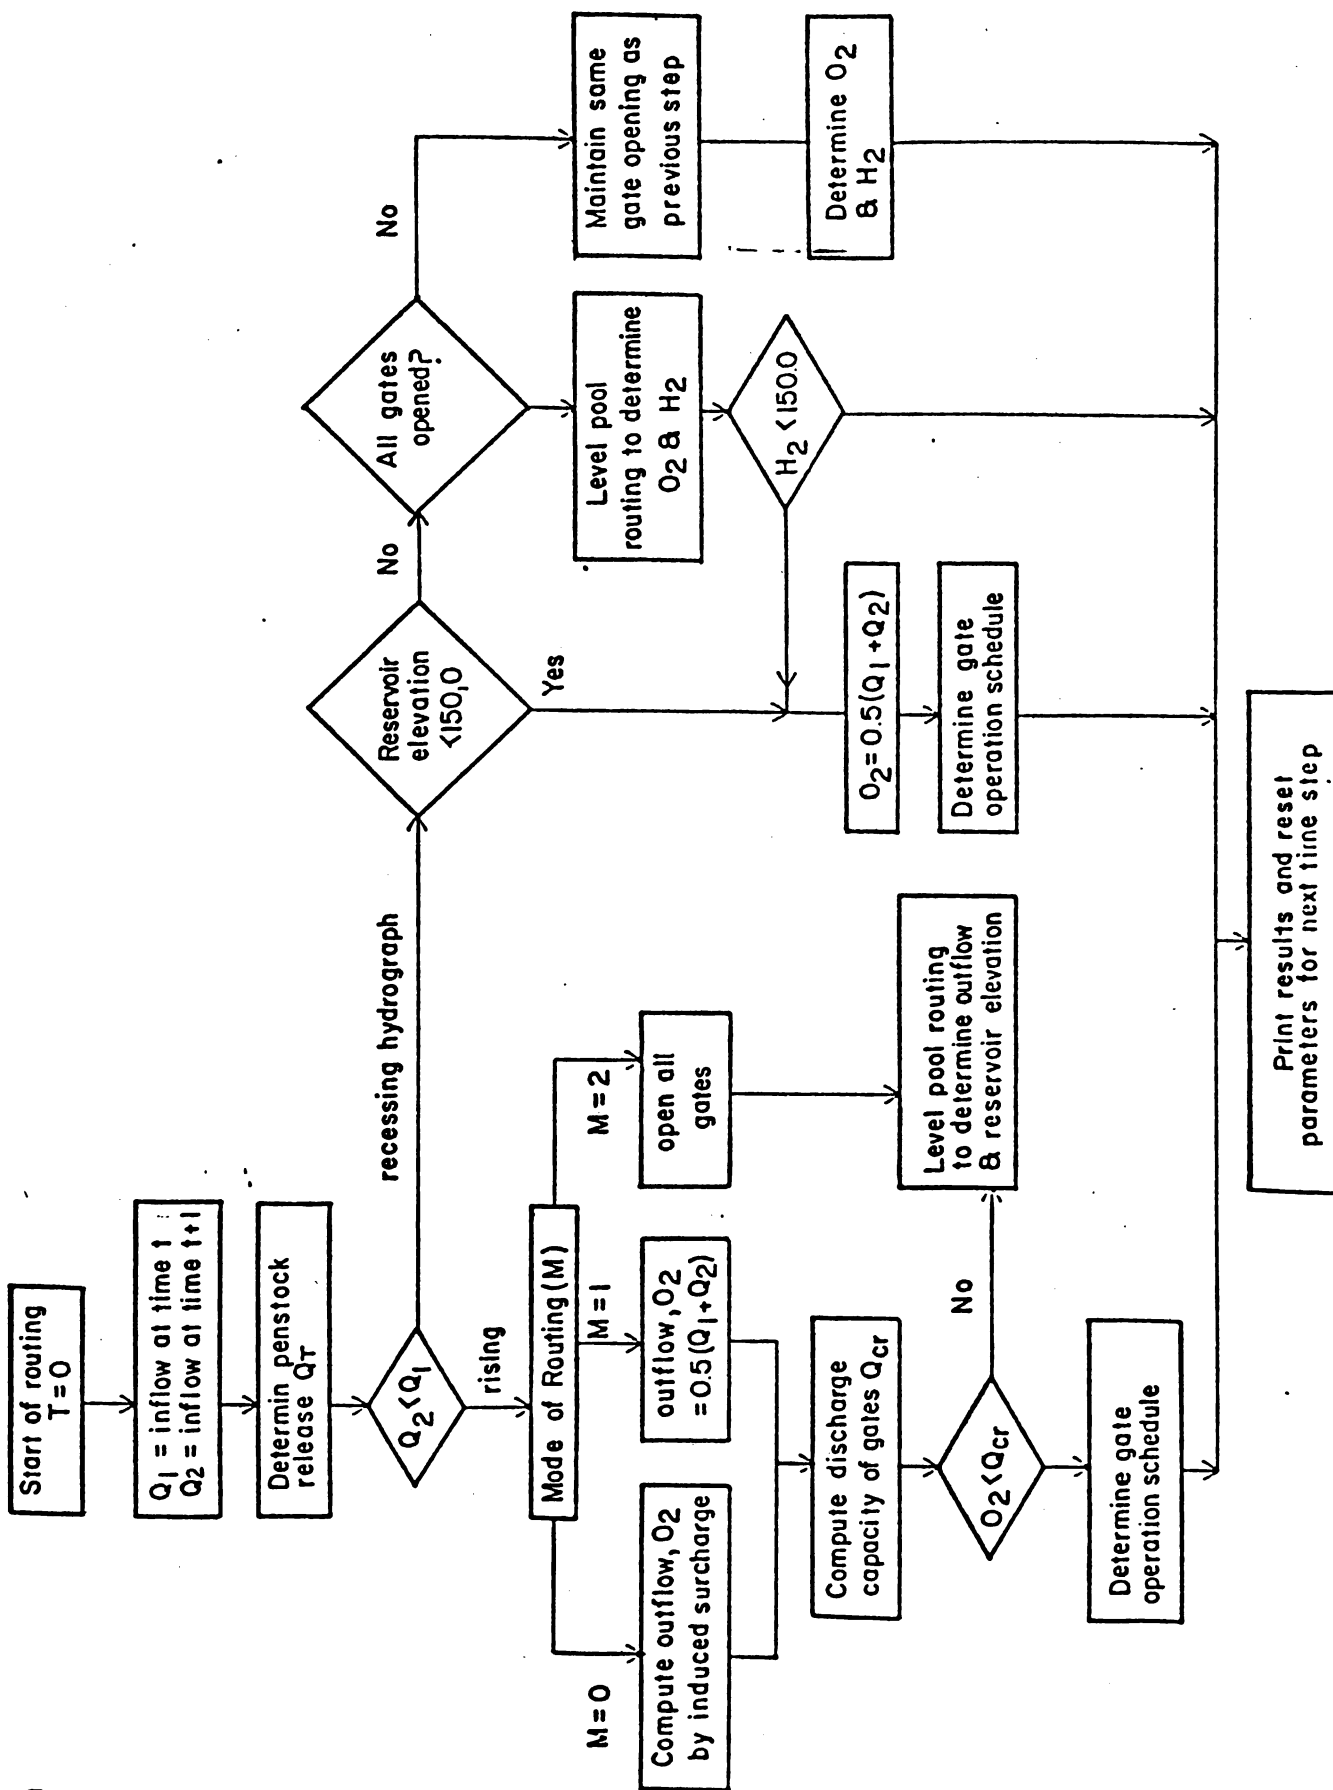 Start of routing
T=0
Q1 = inflow at time t
Q2 = inflow at time t+1
Determin penstock
release QT
Q2<Q1
recessing hydrograph
rising
Mode of Routing (M)
M=0
M=1
M=2
Compute outflow, O2
by induced surcharge
outflow, O2
= 0.5(Q1+Q2)
open all
gates
Compute discharge
capacity of gates Qcr
O2<Qcr
No
Level pool routing
to determine outflow
& reservoir elevation
Determine gate
operation schedule
Reservoir
elevation
<150,0
No
Yes
All gates
opened?
No
Level pool
routing to determine
O2 & H2
H2 <150.0
O2=0.5(Q1+Q2)
Determine gate
operation schedule
Maintain same
gate opening as
previous step
Determine O2
& H2
Print results and reset
parameters for next time step